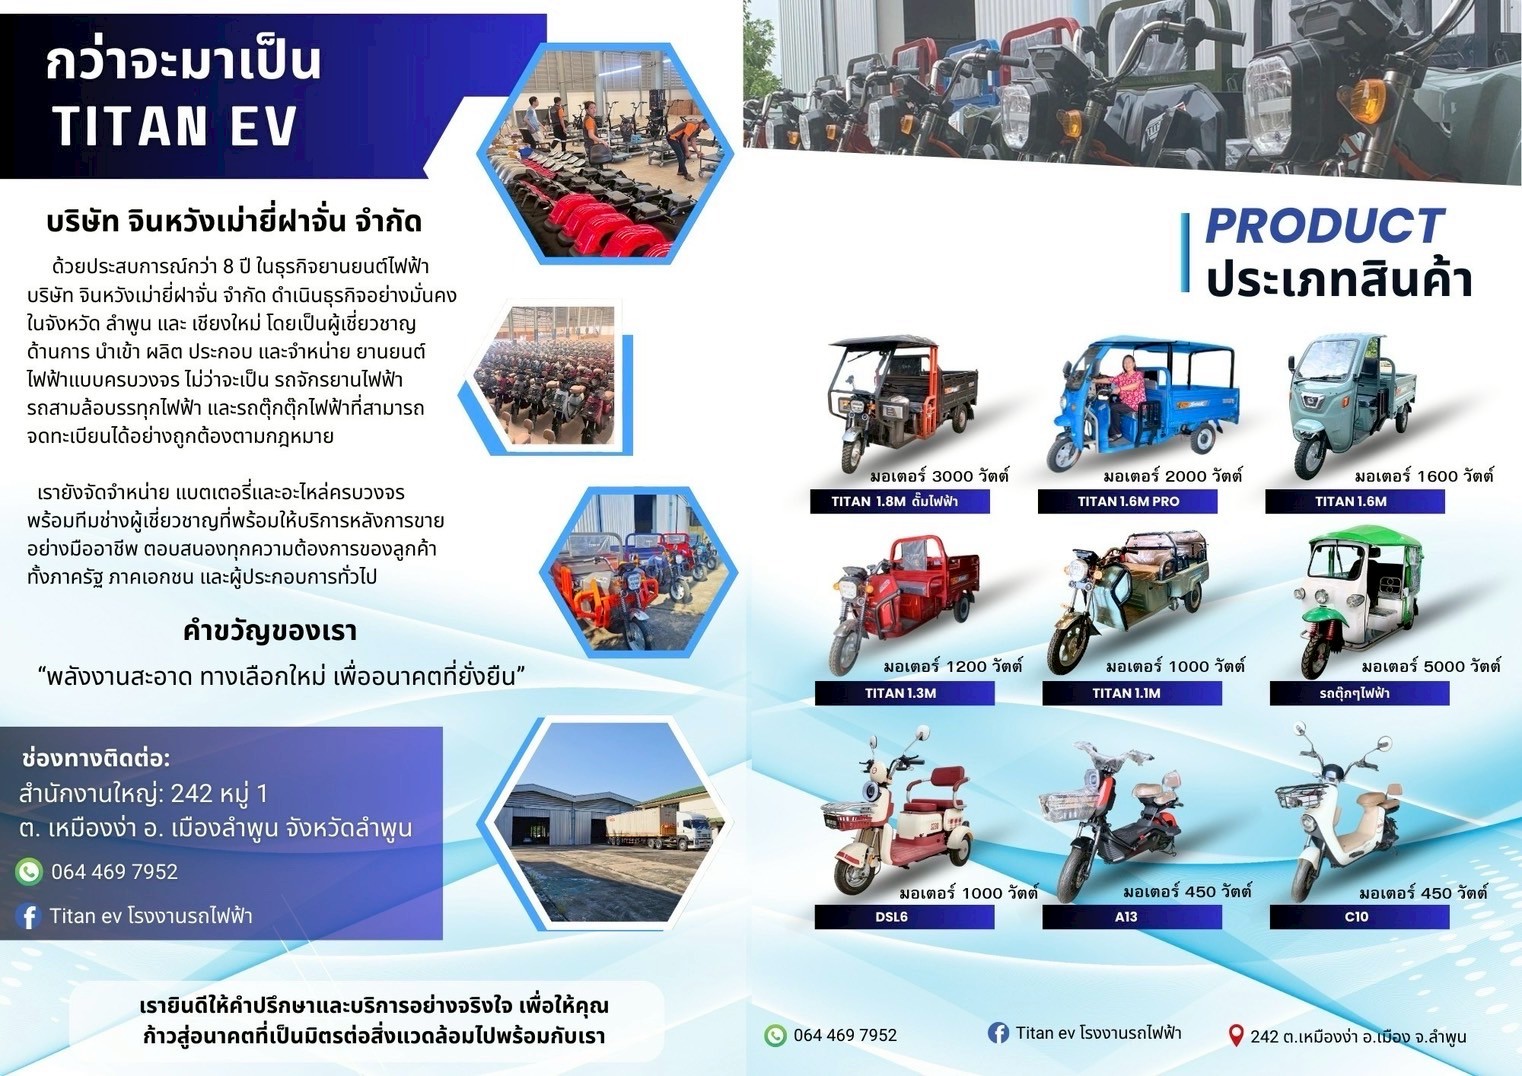 กว่าจะมาเป็น
TITAN EV
บริษัท จินหวังเม่ายี่ฝาจั่น จำกัด
ด้วยประสบการณ์กว่า 8 ปี ในธุรกิจยานยนต์ไฟฟ้า
บริษัท จินหวังเม่ายี่ฝาจั่น จำกัด ดำเนินธุรกิจอย่างมั่นคง
ในจังหวัด ลำพูน และ เชียงใหม่ โดยเป็นผู้เชี่ยวชาญ
ด้านการ นำเข้า ผลิต ประกอบ และจำหน่าย ยานยนต์
ไฟฟ้าแบบครบวงจร ไม่ว่าจะเป็น รถจักรยานไฟฟ้า
รถสามล้อบรรทุกไฟฟ้า และรถตุ๊กตุ๊กไฟฟ้าที่สามารถ
จดทะเบียนได้อย่างถูกต้องตามกฎหมาย
เรายังจัดจำหน่าย แบตเตอรี่และอะไหล่ครบวงจร
พร้อมทีมช่างผู้เชี่ยวชาญที่พร้อมให้บริการหลังการขาย
อย่างมืออาชีพ ตอบสนองทุกความต้องการของลูกค้า
ทั้งภาครัฐ ภาคเอกชน และผู้ประกอบการทั่วไป
คำขวัญของเรา
“พลังงานสะอาด ทางเลือกใหม่ เพื่ออนาคตที่ยั่งยืน”
ช่องทางติดต่อ:
สำนักงานใหญ่: 242 หมู่ 1
ต. เหมืองง่า อ. เมืองลำพูน จังหวัดลำพูน
064 469 7952
Titan ev โรงงานรถไฟฟ้า
เรายินดีให้คำปรึกษาและบริการอย่างจริงใจ เพื่อให้คุณ
ก้าวสู่อนาคตที่เป็นมิตรต่อสิ่งแวดล้อมไปพร้อมกับเรา
PRODUCT
ประเภทสินค้า
มอเตอร์ 3000 วัตต์
TITAN 1.8M ดั๊มไฟฟ้า
มอเตอร์ 2000 วัตต์
TITAN 1.6M PRO
มอเตอร์ 1600 วัตต์
TITAN 1.6M
มอเตอร์ 1200 วัตต์
TITAN 1.3M
มอเตอร์ 1000 วัตต์
TITAN 1.1M
มอเตอร์ 5000 วัตต์
รถตุ๊กๆไฟฟ้า
มอเตอร์ 1000 วัตต์
DSL6
มอเตอร์ 450 วัตต์
A13
มอเตอร์ 450 วัตต์
C10
064 469 7952
Titan ev โรงงานรถไฟฟ้า
242 ต.เหมืองง่า อ.เมือง จ.ลำพูน